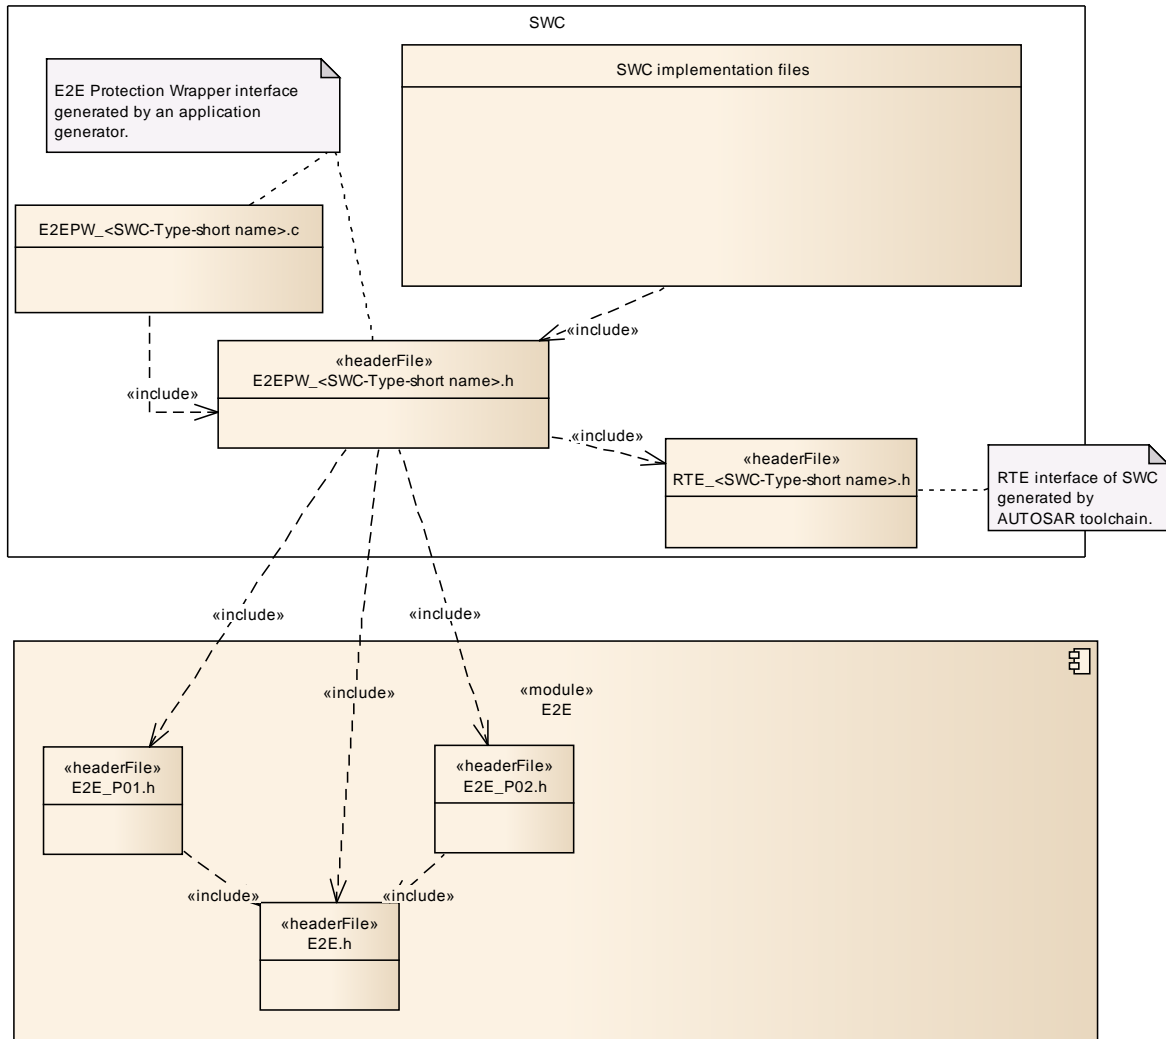 SWC
E2E Protection Wrapper interface
generated by an application
generator.
SWC implementation files
E2EPW_<SWC-Type-short name>.c
«include»
«headerFile»
E2EPW_<SWC-Type-short name>.h
«include»
«include»
«headerFile»
RTE_<SWC-Type-short name>.h
RTE interface of SWC
generated by
AUTOSAR toolchain.
«include»
«include»
«include»
«module»
E2E
«headerFile»
E2E_P01.h
«headerFile»
E2E_P02.h
«include»
«include»
«headerFile»
E2E.h